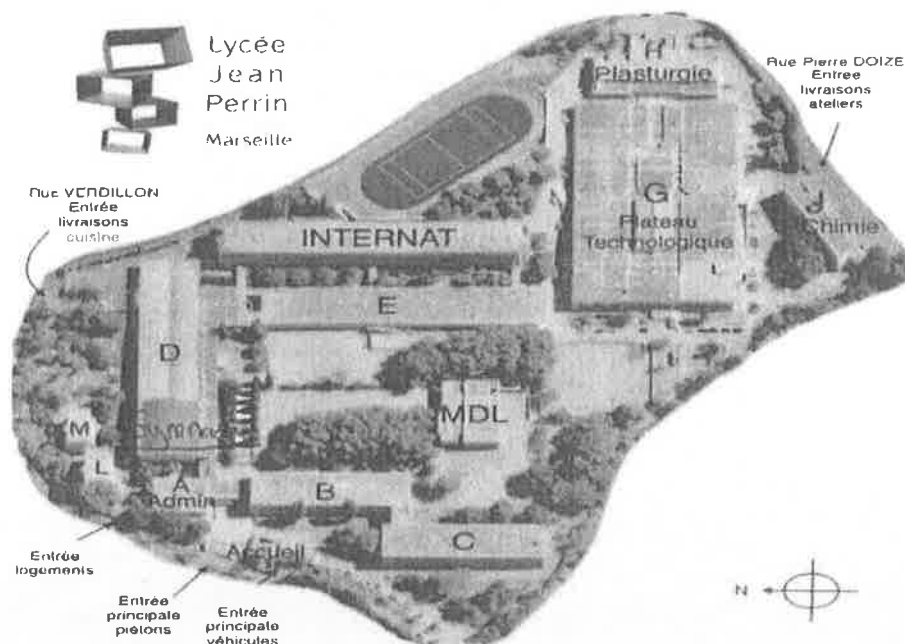 Lycée
Jean
Perrin
Marseille
H
Plasturgie
Rue Pierre DOIZE
Entrée
livraisons
ateliers
Rue VERDILLON
Entrée
livraisons
cuisine
INTERNAT
G
Plateau
Technologique
J
Chimie
E
D
MDL
M
L
A
Admin
B
C
Accueil
Entrée
logements
Entrée
principale
piétons
Entrée
principale
véhicules
N